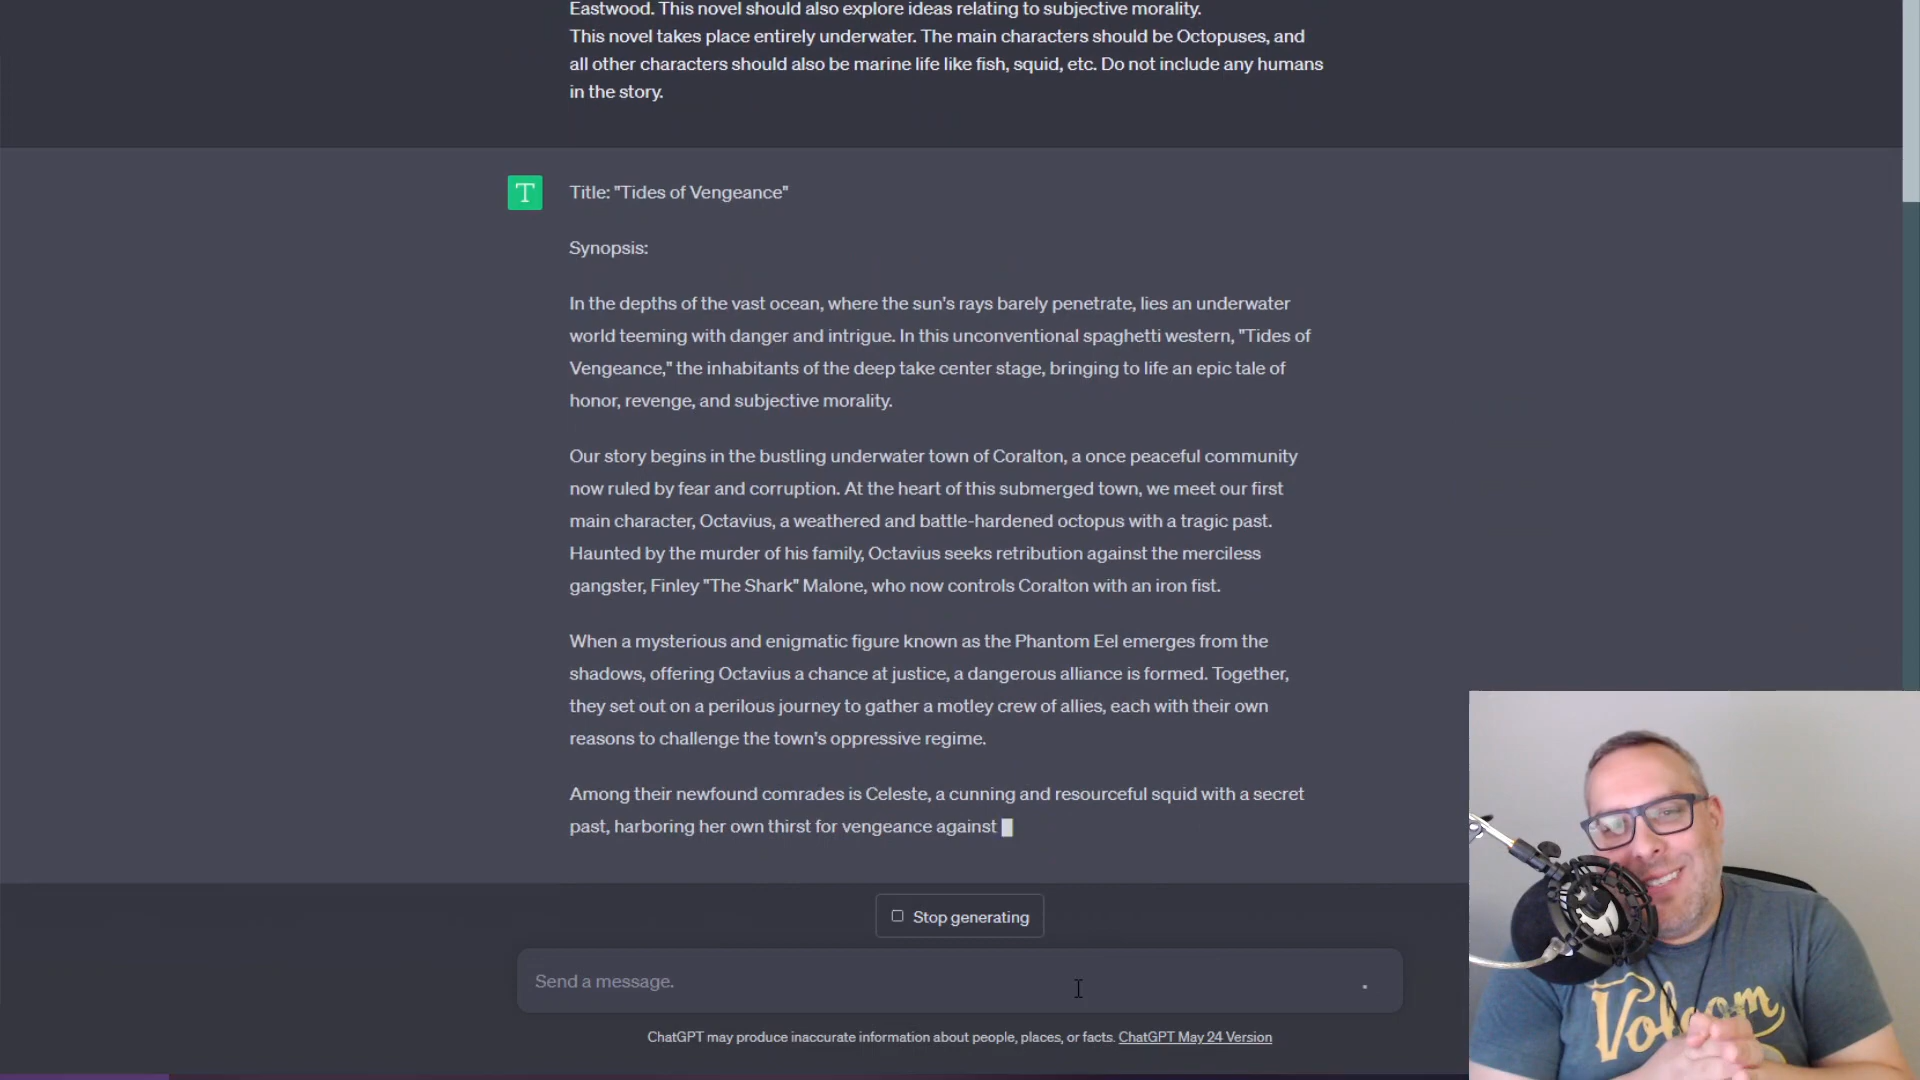 Eastwood. This novel should also explore ideas relating to subjective morality.
This novel takes place entirely underwater. The main characters should be Octopuses, and
all other characters should also be marine life like fish, squid, etc. Do not include any humans
in the story.
T
Title: "Tides of Vengeance"
Synopsis:
In the depths of the vast ocean, where the sun's rays barely penetrate, lies an underwater
world teeming with danger and intrigue. In this unconventional spaghetti western, "Tides of
Vengeance," the inhabitants of the deep take center stage, bringing to life an epic tale of
honor, revenge, and subjective morality.
Our story begins in the bustling underwater town of Coralton, a once peaceful community
now ruled by fear and corruption. At the heart of this submerged town, we meet our first
main character, Octavius, a weathered and battle-hardened octopus with a tragic past.
Haunted by the murder of his family, Octavius seeks retribution against the merciless
gangster, Finley "The Shark" Malone, who now controls Coralton with an iron fist.
When a mysterious and enigmatic figure known as the Phantom Eel emerges from the
shadows, offering Octavius a chance at justice, a dangerous alliance is formed. Together,
they set out on a perilous journey to gather a motley crew of allies, each with their own
reasons to challenge the town's oppressive regime.
Among their newfound comrades is Celeste, a cunning and resourceful squid with a secret
past, harboring her own thirst for vengeance against
Stop generating
Send a message.
ChatGPT may produce inaccurate information about people, places, or facts. ChatGPT May 24 Version
Volcom